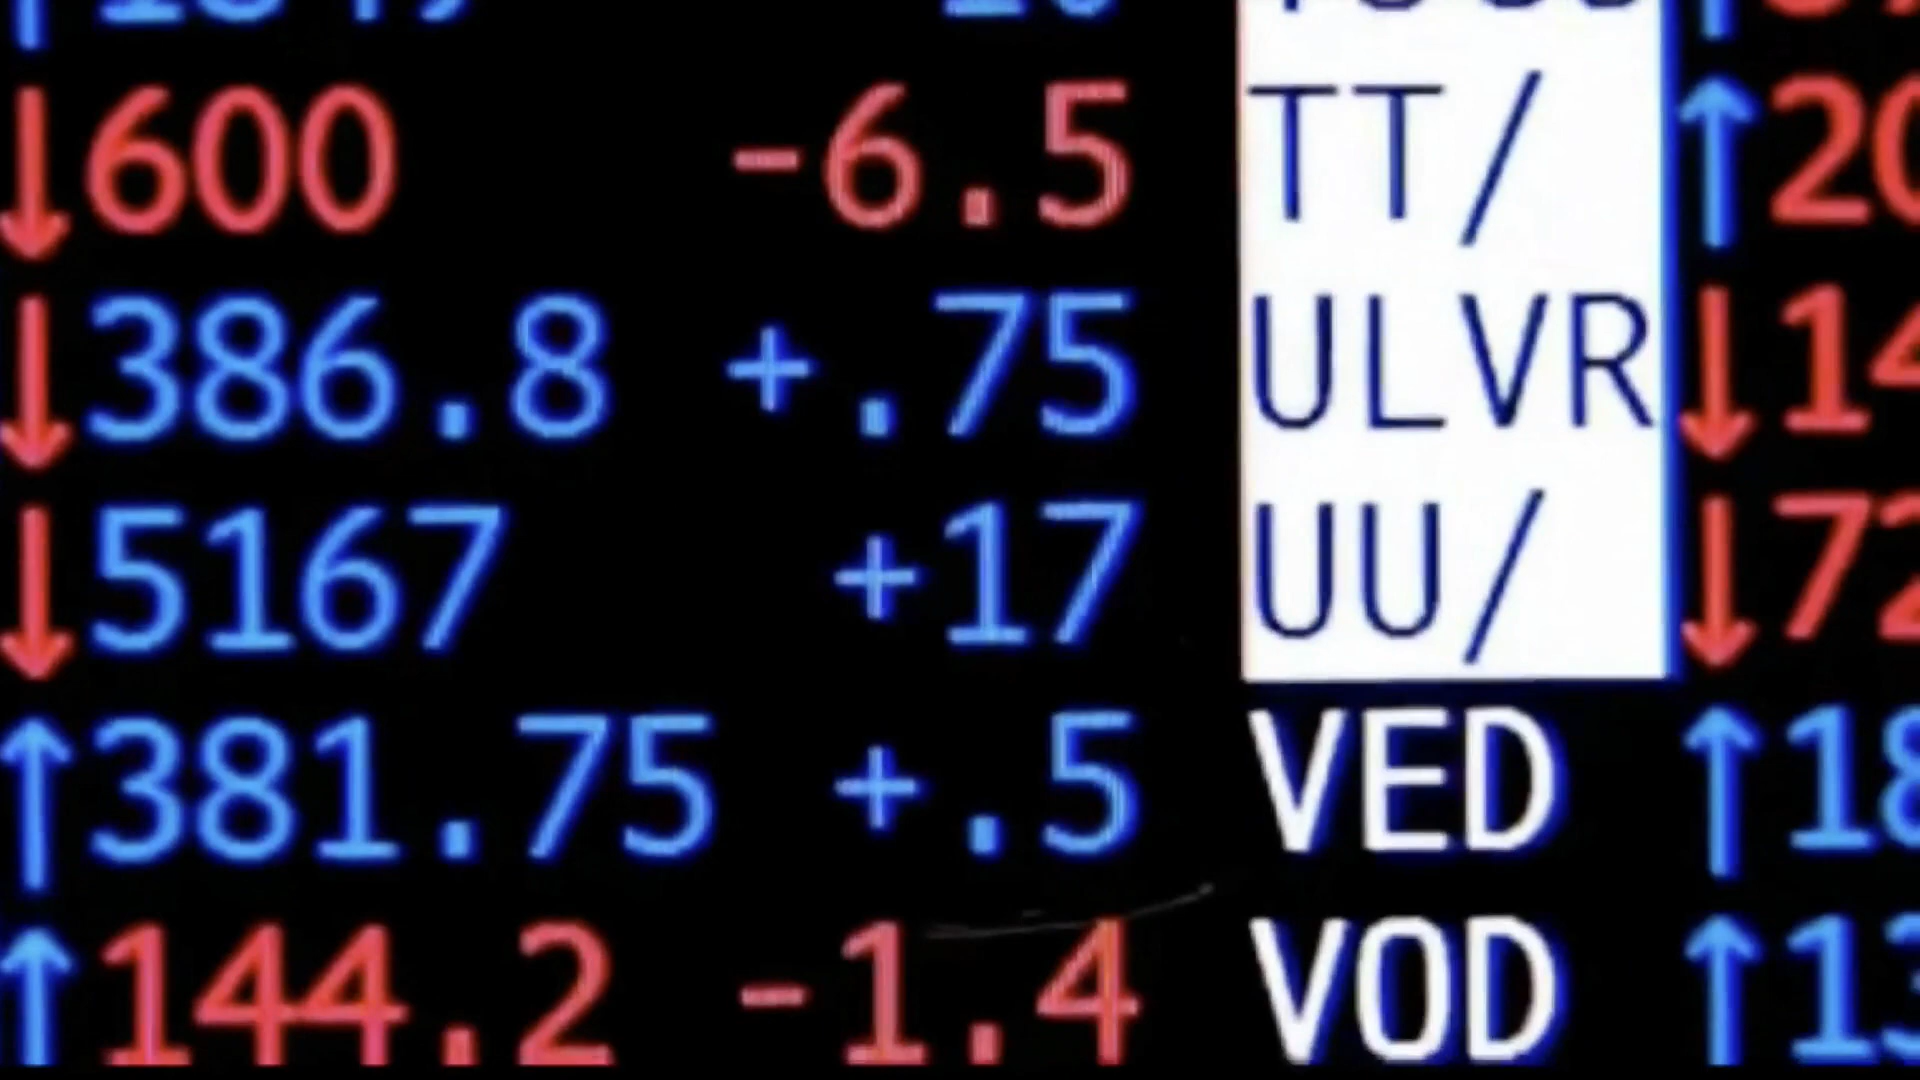 ↓600 -6.5 TT/ ↑20
↓386.8 +.75 ULVR ↓14
↓5167 +17 UU/ ↓72
↑381.75 +.5 VED ↑18
↑144.2 -1.4 VOD ↑13